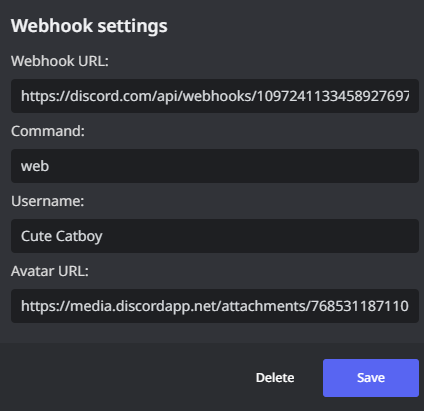 Webhook settings
Webhook URL:
https://discord.com/api/webhooks/1097241133458927697
Command:
web
Username:
Cute Catboy
Avatar URL:
https://media.discordapp.net/attachments/768531187110
Delete
Save